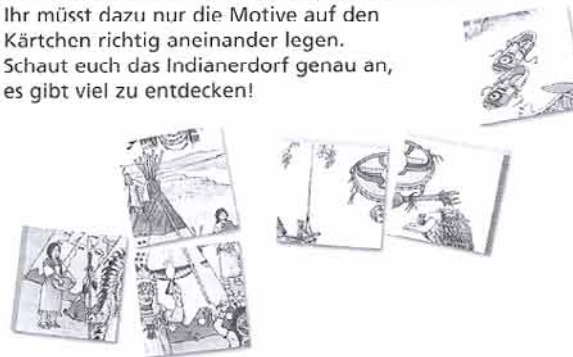 Ihr müsst dazu nur die Motive auf den
Kärtchen richtig aneinander legen.
Schaut euch das Indianerdorf genau an,
es gibt viel zu entdecken!